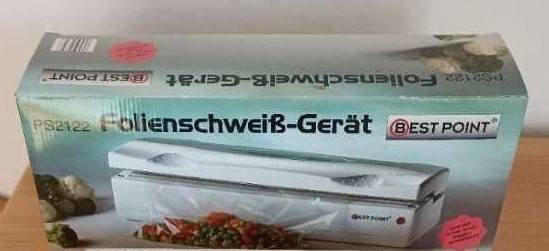 BEST POINT® Folienschweiß-Gerät PS2122
PS2122 Folienschweiß-Gerät BEST POINT®
BEST POINT